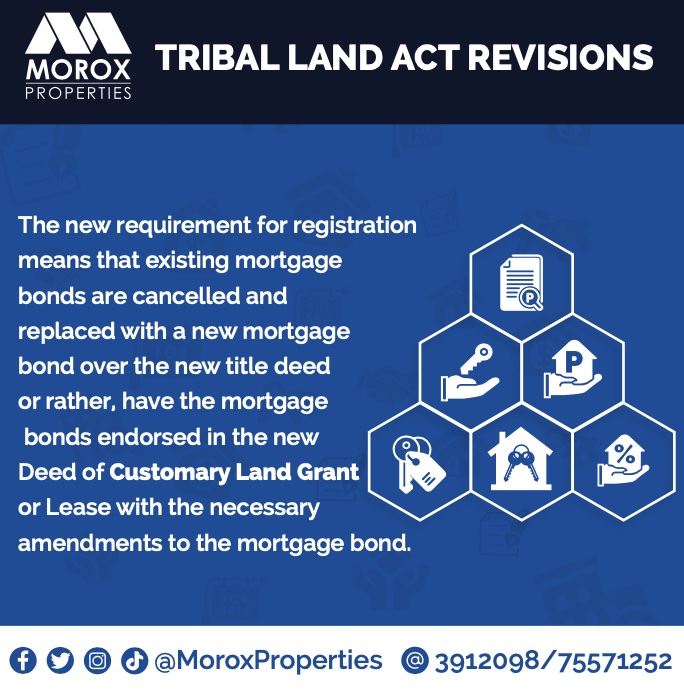 MOROX
PROPERTIES
TRIBAL LAND ACT REVISIONS
The new requirement for registration
means that existing mortgage
bonds are cancelled and
replaced with a new mortgage
bond over the new title deed
or rather, have the mortgage
bonds endorsed in the new
Deed of Customary Land Grant
or Lease with the necessary
amendments to the mortgage bond.
P
P
%
@MoroxProperties @ 3912098/75571252